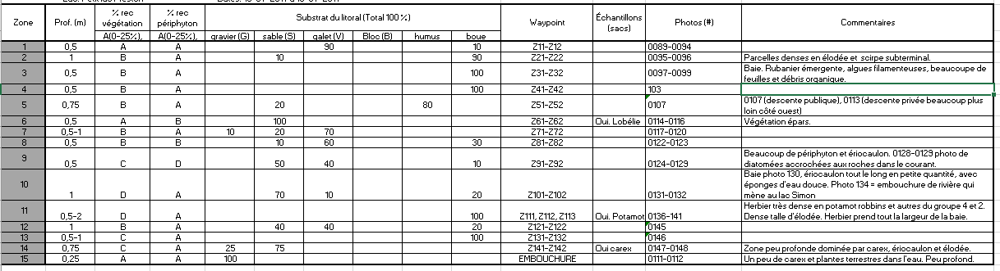 Zone Prof. (m) % rec végétation % rec périphyton Substrat du litoral (Total 100%) Waypoint Échantillons (sacs) Photos (#) Commentaires
A(0-25%), A(0-25%), gravier (G) sable (S) galet (V) Bloc (B) humus boue
1 0,5 A A 90 10 Z11-Z12 0089-0094
2 1 B A 10 90 Z21-Z22 0095-0096 Parcelles denses en élodée et scirpe subterminal.
3 0,5 B A 100 Z31-Z32 0097-0099 Baie. Rubanier émergente, algues filamenteuses, beaucoup de
feuilles et débris organique.
4 0,5 B A 100 Z41-Z42 103
5 0,75 B A 20 80 Z51-Z52 0107 0107 (descente publique), 0113 (descente privée beaucoup plus
loin côté ouest)
6 0,5 A B 100 Z61-Z62 Oui. Lobélie 0114-0116 Végétation épars.
7 0,5-1 B A 10 20 70 Z71-Z72 0117-0120
8 0,5 B B 10 60 30 Z81-Z82 0122-0123
9 0,5 C D 50 40 10 Z91-Z92 0124-0129 Beaucoup de périphyton et ériocaulon. 0128-0129 photo de
diatomées accrochées aux roches dans le courant.
10 1 D A 70 10 20 Z101-Z102 0131-0132 Baie photo 130, ériocaulon tout le long en petite quantité, avec
éponges d'eau douce. Photo 134 = embouchure de rivière qui
mène au lac Simon
11 0,5-2 D A 100 Z111, Z112, Z113 Oui. Potamot 0136-141 Herbier très dense en potamot robbins et autres du groupe 4 et 2.
Dense talle d'élodée. Herbier prend tout la largeur de la baie.
12 1 B A 40 40 20 Z121-Z122 0145
13 0,5-1 C A 100 Z131-Z132 0146
14 0,75 C A 25 75 Z141-Z142 Oui carex 0147-0148 Zone peu profonde dominée par carex, ériocaulon et élodée.
15 0,25 A A 100 EMBOUCHURE 0111-0112 Un peu de carex et plantes terrestres dans l'eau. Peu profond.